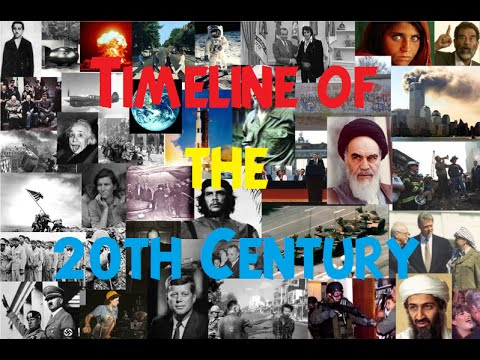 Timeline of
the
20th Century